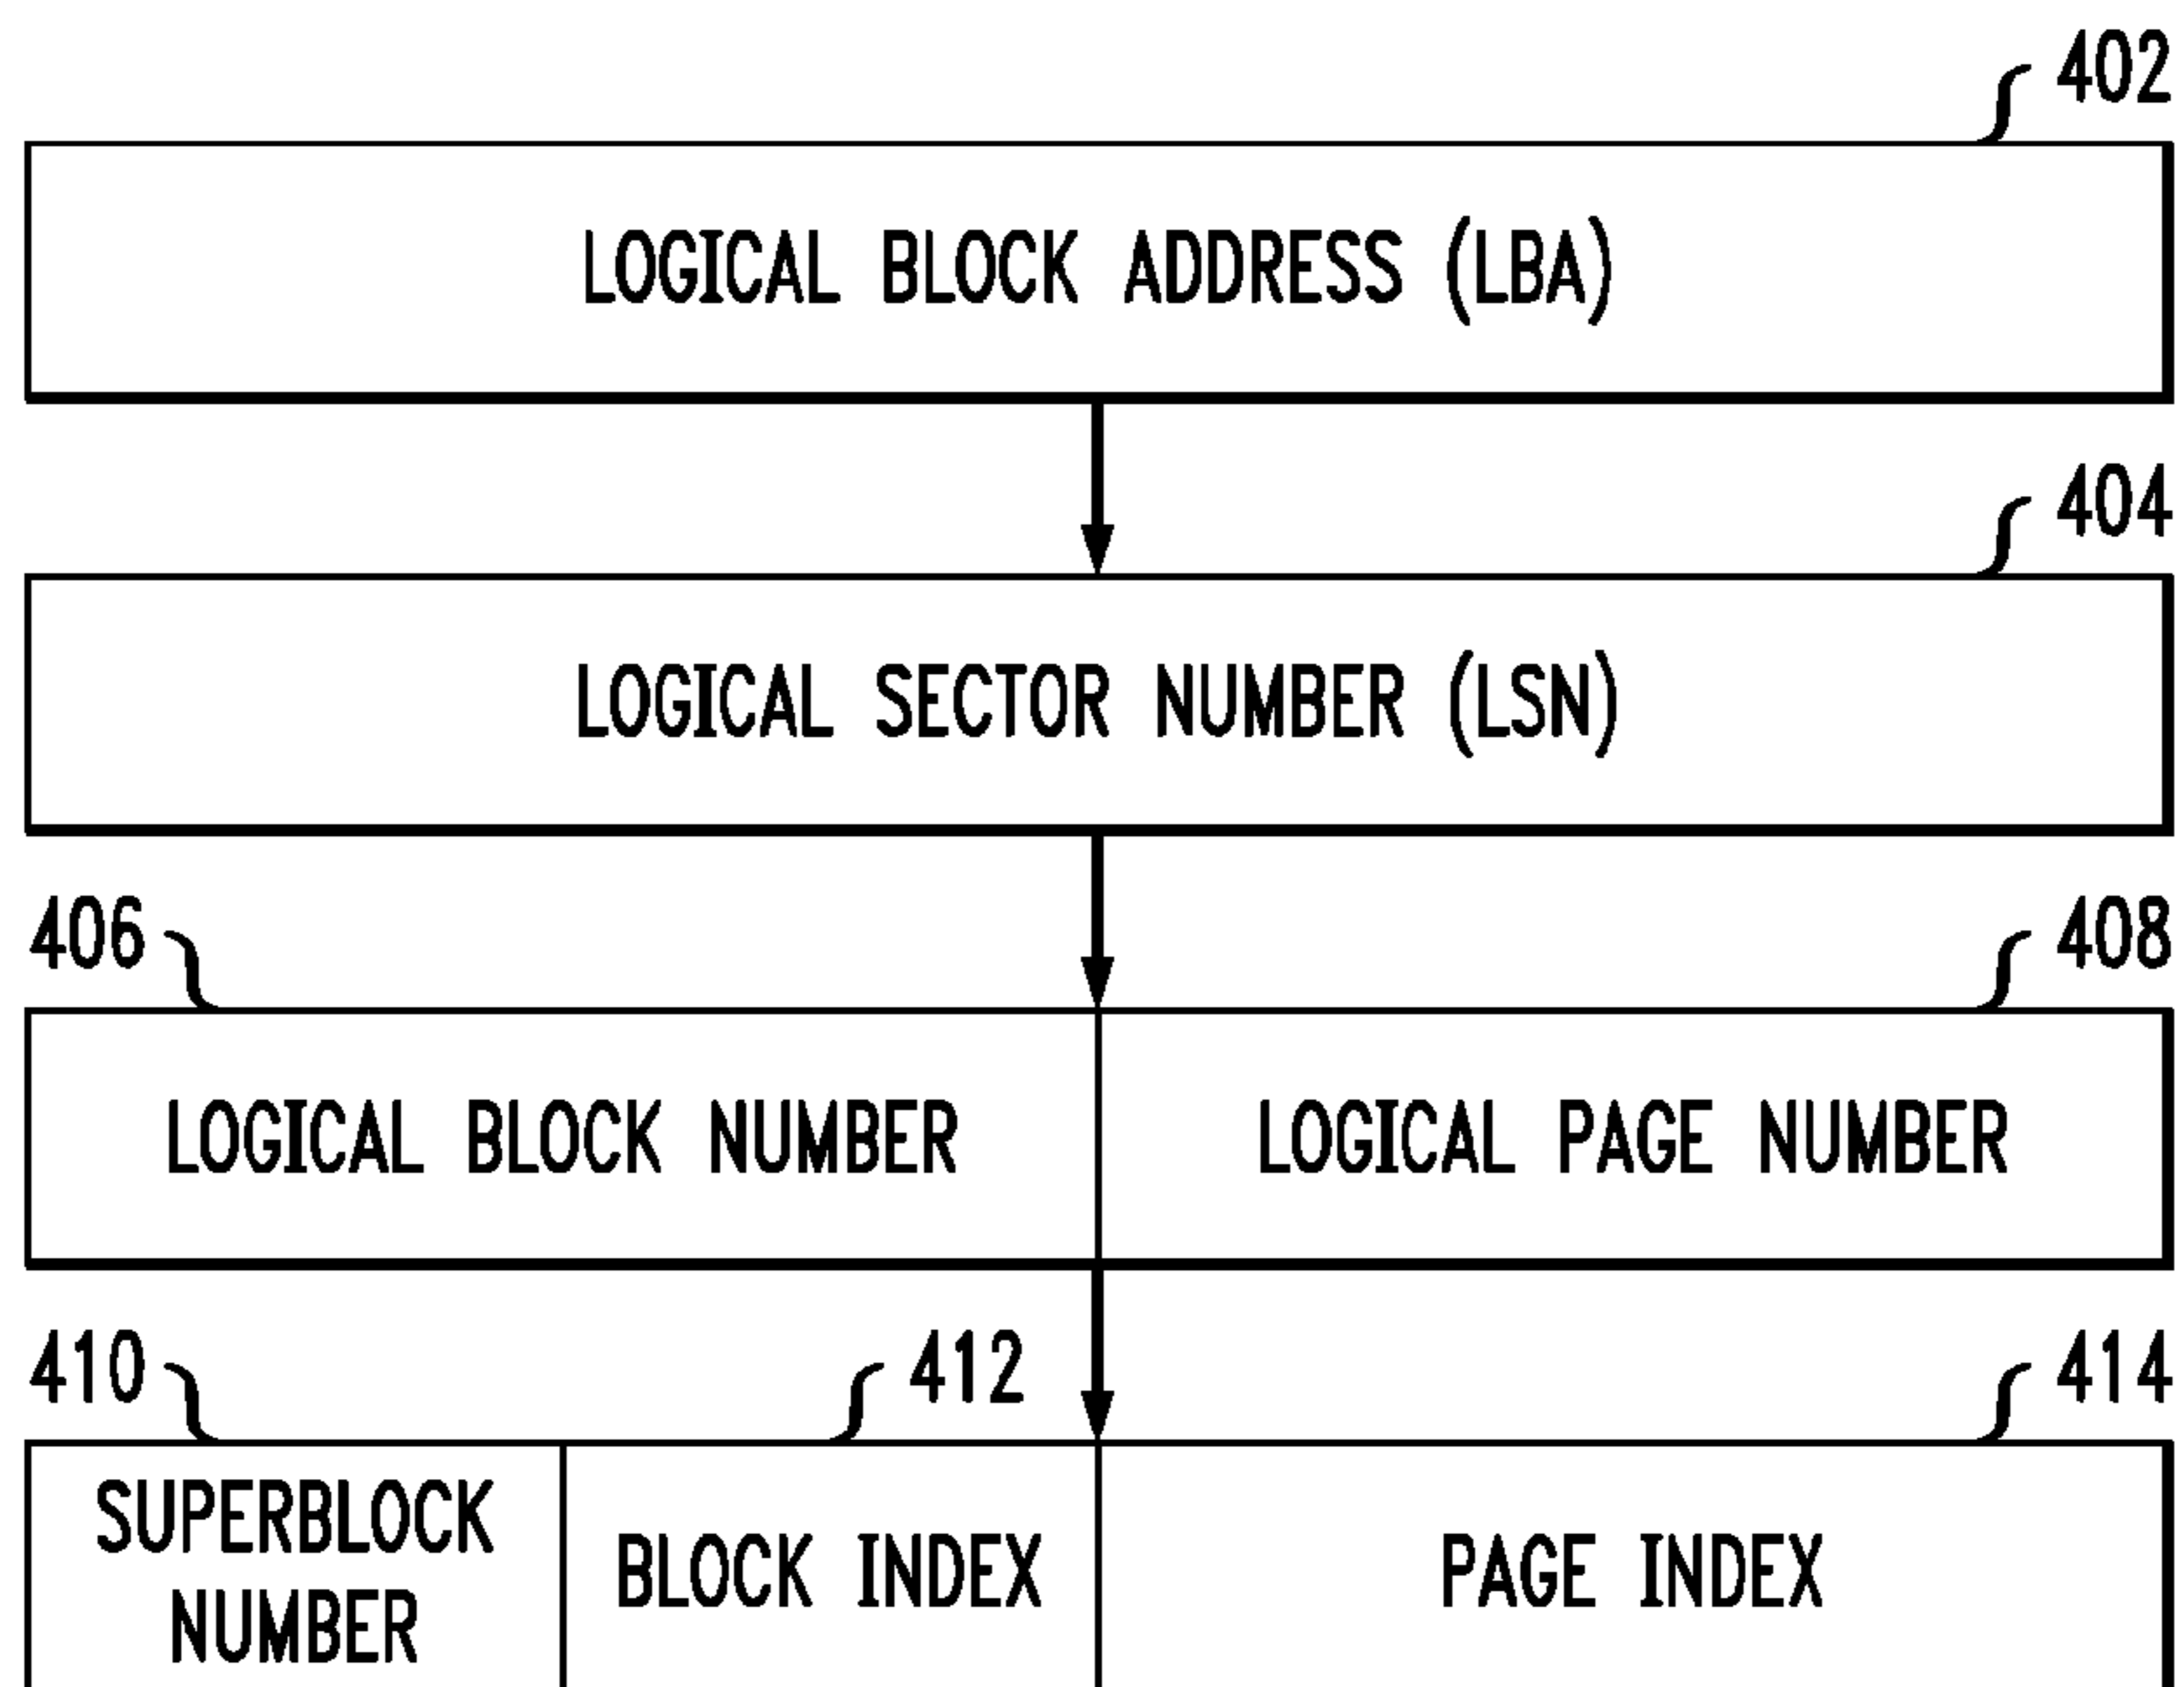 402
LOGICAL BLOCK ADDRESS (LBA)
404
LOGICAL SECTOR NUMBER (LSN)
406
408
LOGICAL BLOCK NUMBER
LOGICAL PAGE NUMBER
410
412
414
SUPERBLOCK
NUMBER
BLOCK INDEX
PAGE INDEX